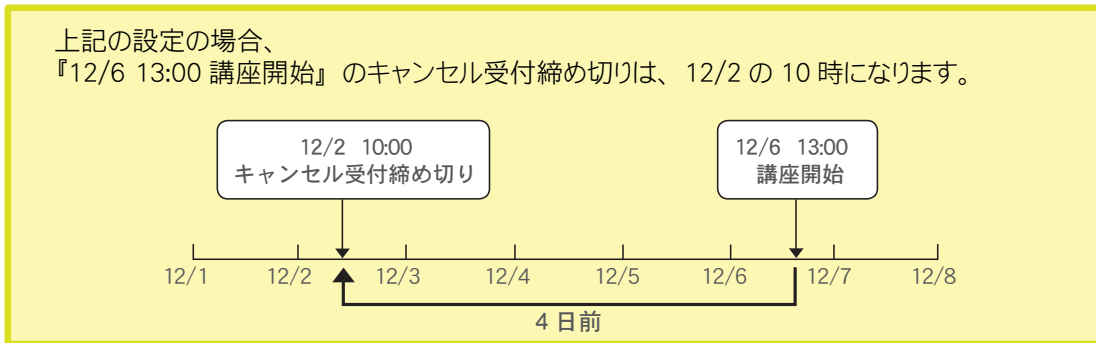 上記の設定の場合、
『12/6 13:00 講座開始』のキャンセル受付締め切りは、12/2 の 10 時になります。
12/2 10:00
キャンセル受付締め切り
12/6 13:00
講座開始
12/1 12/2 12/3 12/4 12/5 12/6 12/7 12/8
4 日前